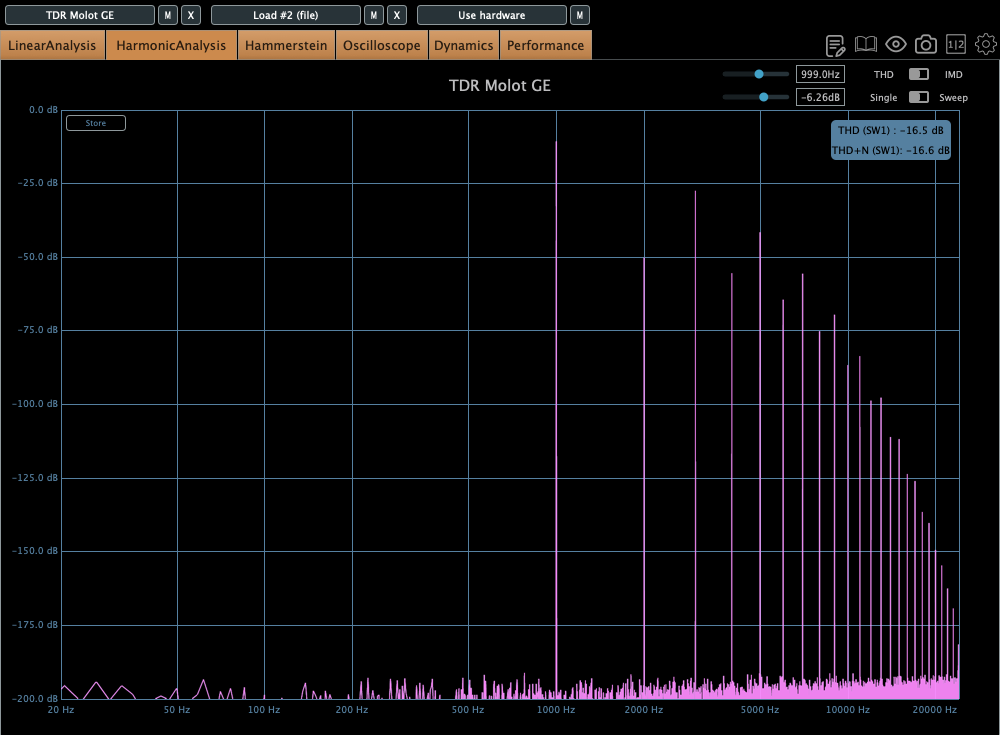 TDR Molot GE M X Load #2 (file) M X Use hardware M
LinearAnalysis HarmonicAnalysis Hammerstein Oscilloscope Dynamics Performance 1|2
999.0Hz THD IMD
TDR Molot GE
-6.26dB Single Sweep
0.0 dB
Store
THD (SW1) : -16.5 dB
THD+N (SW1): -16.6 dB
-25.0 dB
-50.0 dB
-75.0 dB
-100.0 dB
-125.0 dB
-150.0 dB
-175.0 dB
-200.0 dB
20 Hz 50 Hz 100 Hz 200 Hz 500 Hz 1000 Hz 2000 Hz 5000 Hz 10000 Hz 20000 Hz